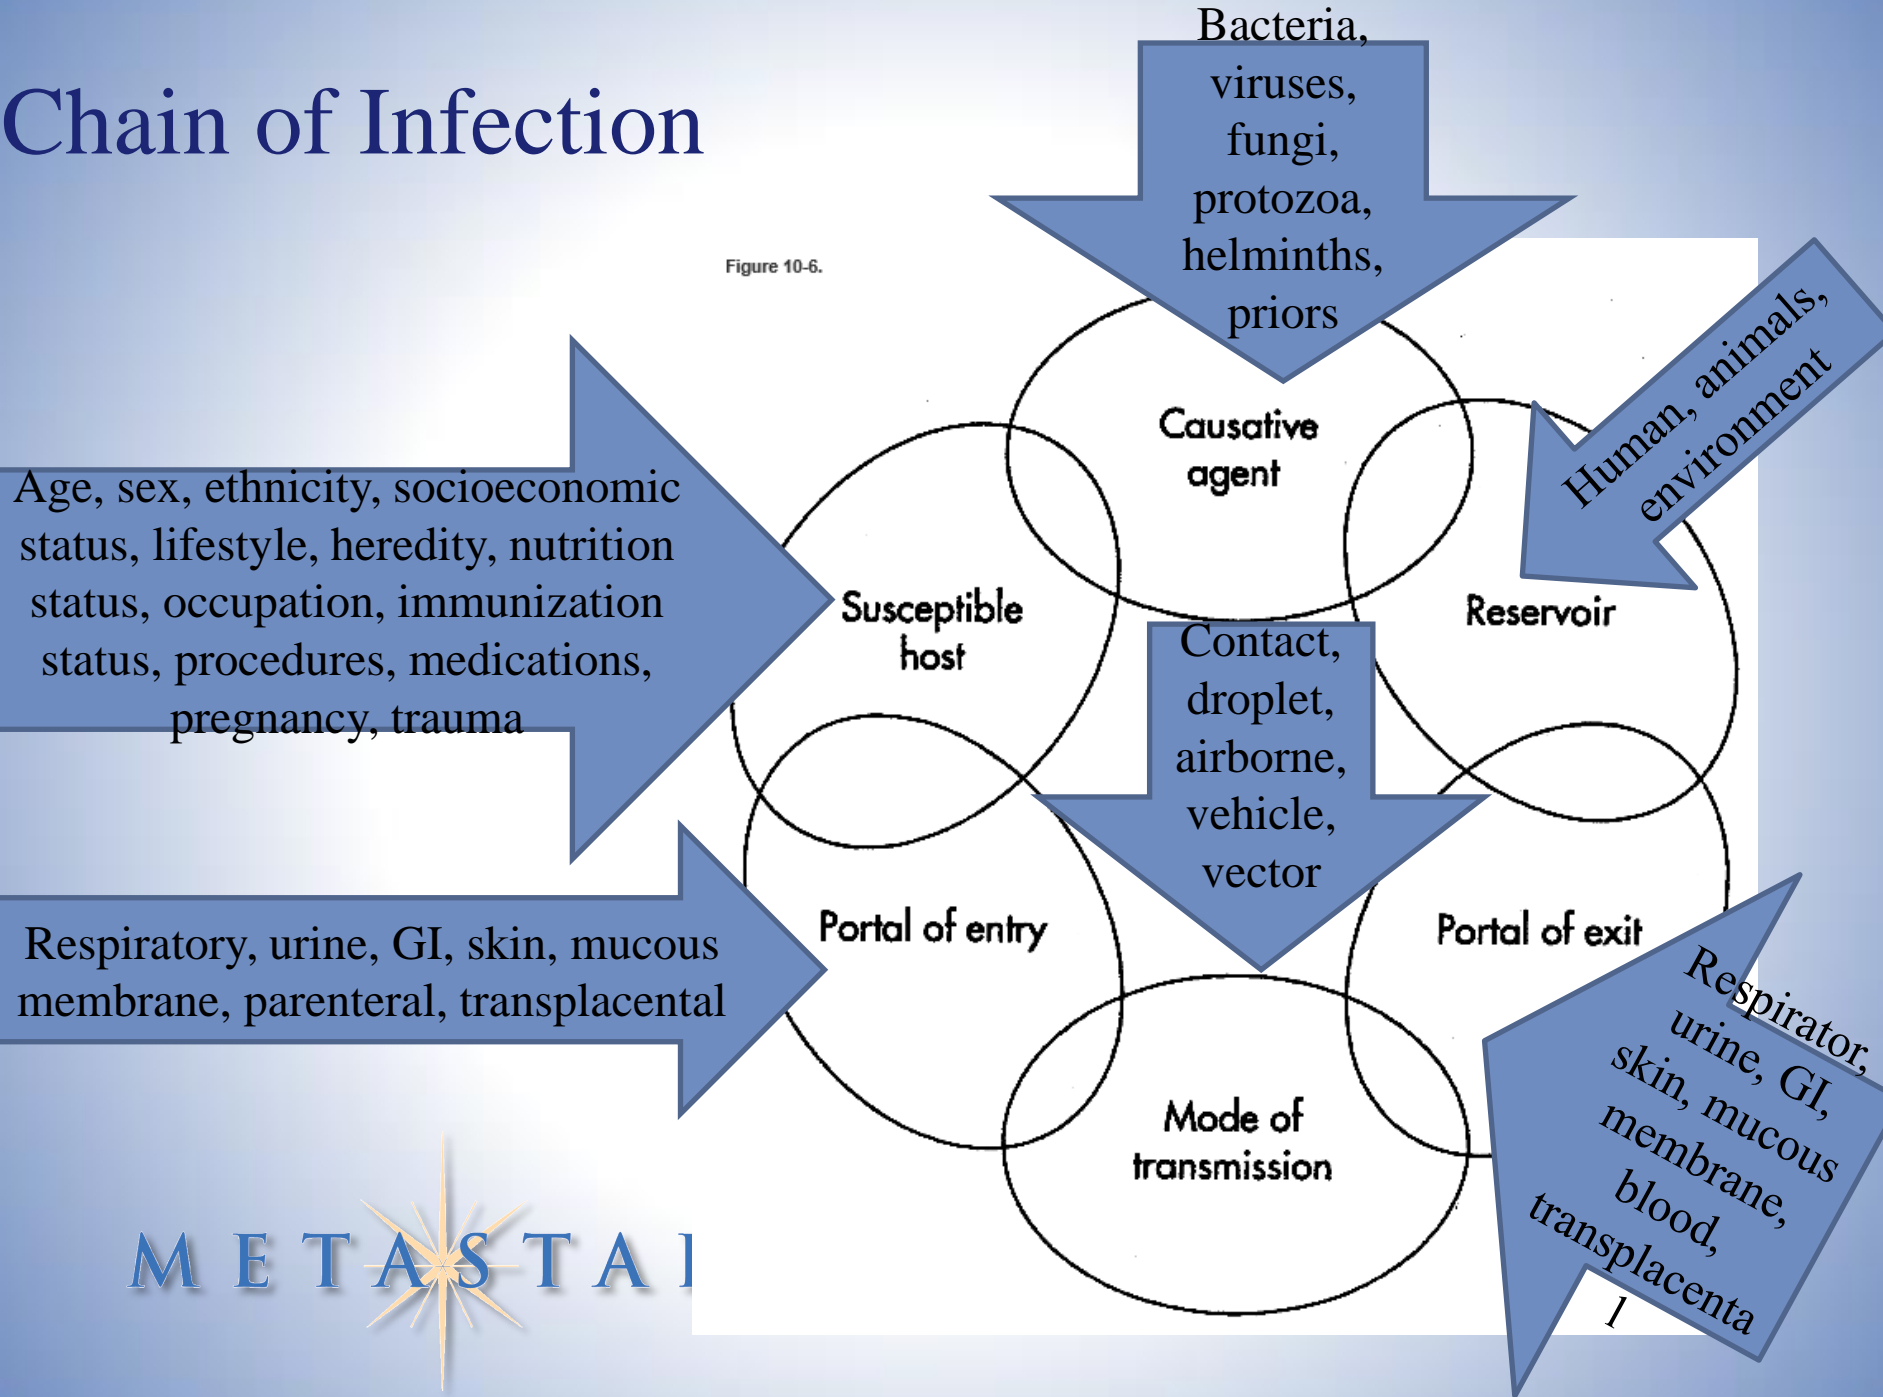 Chain of Infection
Bacteria,
viruses,
fungi,
protozoa,
helminths,
priors
Figure 10-6.
Human, animals,
environment
Causative
agent
Age, sex, ethnicity, socioeconomic
status, lifestyle, heredity, nutrition
status, occupation, immunization
status, procedures, medications,
pregnancy, trauma
Susceptible
host
Reservoir
Contact,
droplet,
airborne,
vehicle,
vector
Respiratory, urine, GI, skin, mucous
membrane, parenteral, transplacental
Portal of entry
Portal of exit
Respirator,
urine, GI,
skin, mucous
membrane,
blood,
transplacenta
l
Mode of
transmission
METASTA